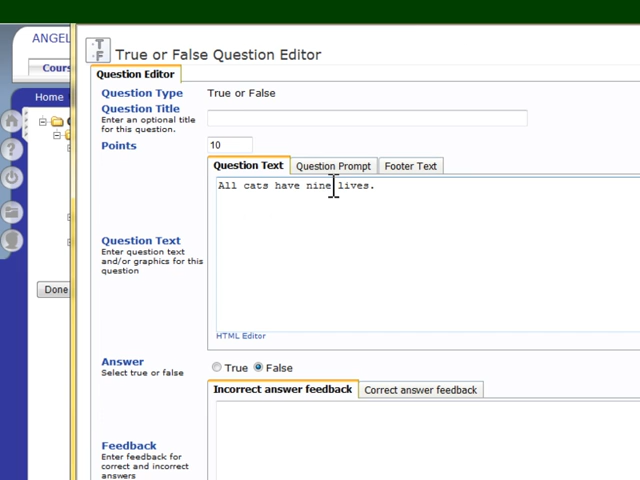 ANGEL
T
F
True or False Question Editor
Cours
Question Editor
Home
Question Type
True or False
Question Title
Enter an optional title
for this question.
Points
10
Question Text
Question Prompt
Footer Text
All cats have nine lives.
Question Text
Enter question text
and/or graphics for this
question
Done
HTML Editor
Answer
Select true or false
True
False
Incorrect answer feedback
Correct answer feedback
Feedback
Enter feedback for
correct and incorrect
answers